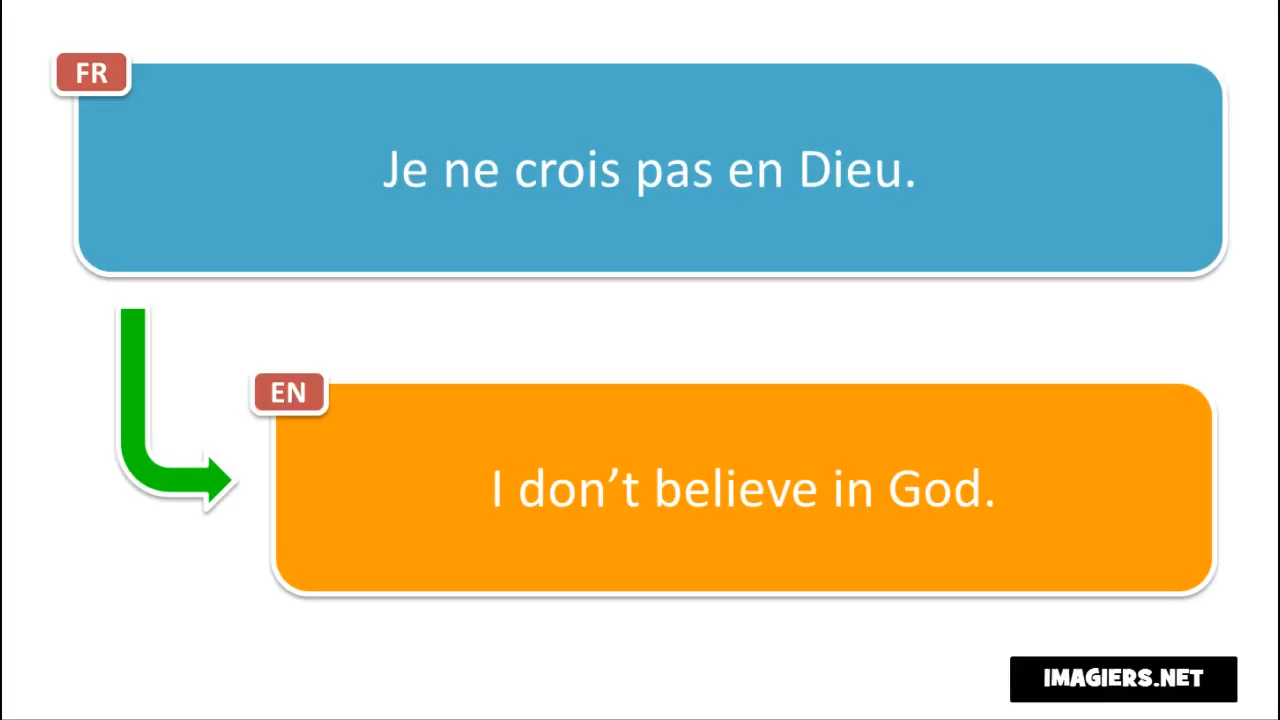 FR
Je ne crois pas en Dieu.
EN
I don’t believe in God.
IMAGIERS.NET